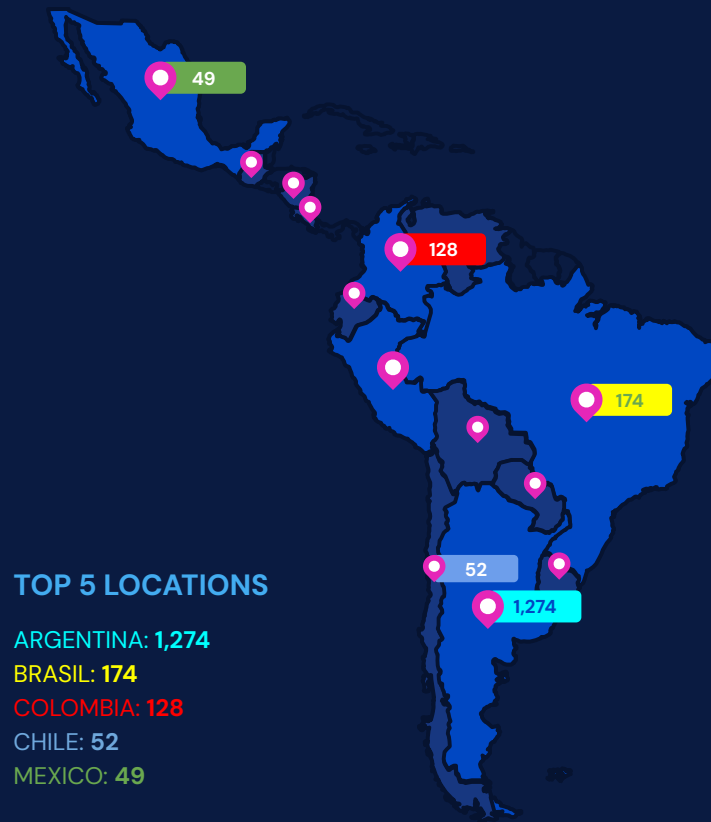 49
128
174
52
1,274
TOP 5 LOCATIONS
ARGENTINA: 1,274
BRASIL: 174
COLOMBIA: 128
CHILE: 52
MEXICO: 49